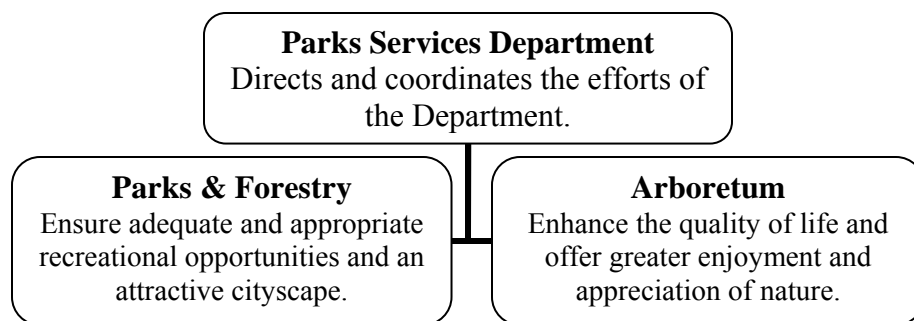 Parks Services Department
Directs and coordinates the efforts of
the Department.
Parks & Forestry
Ensure adequate and appropriate
recreational opportunities and an
attractive cityscape.
Arboretum
Enhance the quality of life and
offer greater enjoyment and
appreciation of nature.